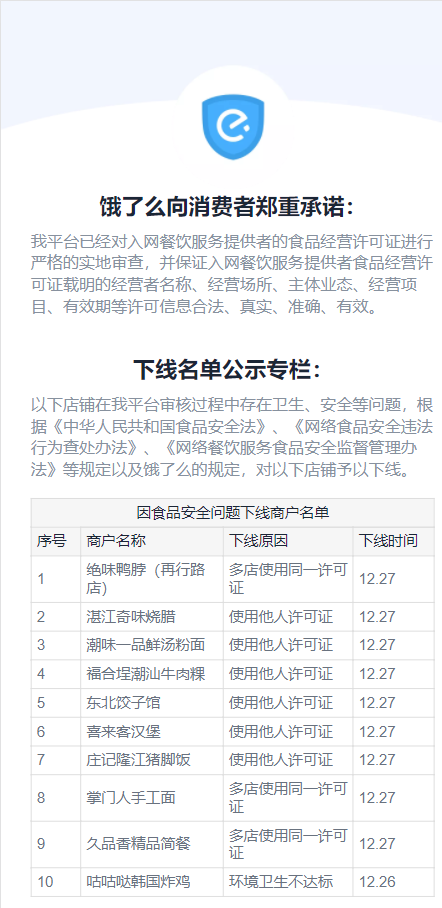 饿了么向消费者郑重承诺：
我平台已经对入网餐饮服务提供者的食品经营许可证进行
严格的实地审查，并保证入网餐饮服务提供者食品经营许
可证载明的经营者名称、经营场所、主体业态、经营项
目、有效期等许可信息合法、真实、准确、有效。
下线名单公示专栏：
以下店铺在我平台审核过程中存在卫生、安全等问题，根
据《中华人民共和国食品安全法》、《网络食品安全违法
行为查处办法》、《网络餐饮服务食品安全监督管理办
法》等规定以及饿了么的规定，对以下店铺予以下线。
因食品安全问题下线商户名单
序号 商户名称 下线原因 下线时间
1 绝味鸭脖（再行路店） 多店使用同一许可证 12.27
2 湛江奇味烧腊 使用他人许可证 12.27
3 潮味一品鲜汤粉面 使用他人许可证 12.27
4 福合埕潮汕牛肉粿 使用他人许可证 12.27
5 东北饺子馆 使用他人许可证 12.27
6 喜来客汉堡 使用他人许可证 12.27
7 庄记隆江猪脚饭 使用他人许可证 12.27
8 掌门人手工面 多店使用同一许可证 12.27
9 久品香精品简餐 多店使用同一许可证 12.27
10 咕咕哒韩国炸鸡 环境卫生不达标 12.26